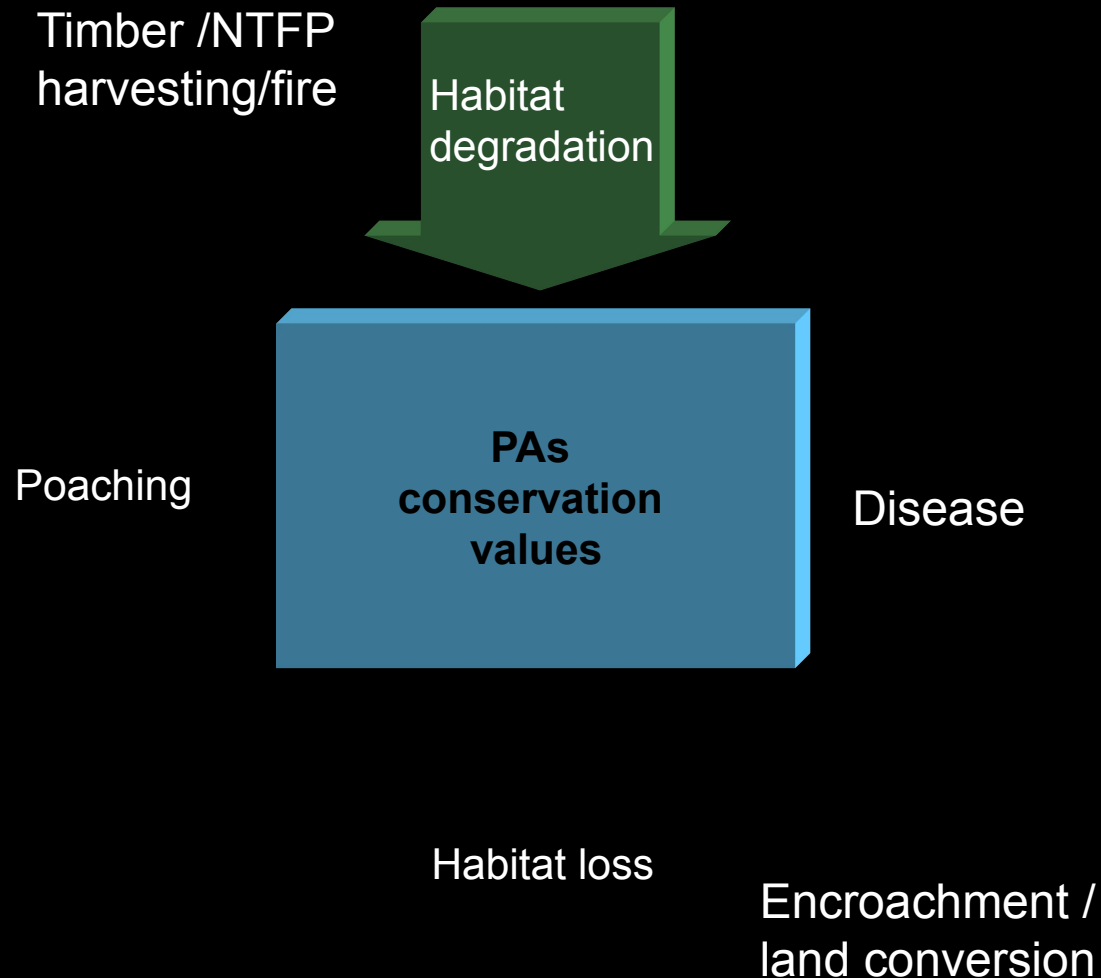 Timber /NTFP
harvesting/fire
Habitat
degradation
PAs
conservation
values
Poaching
Disease
Habitat loss
Encroachment /
land conversion